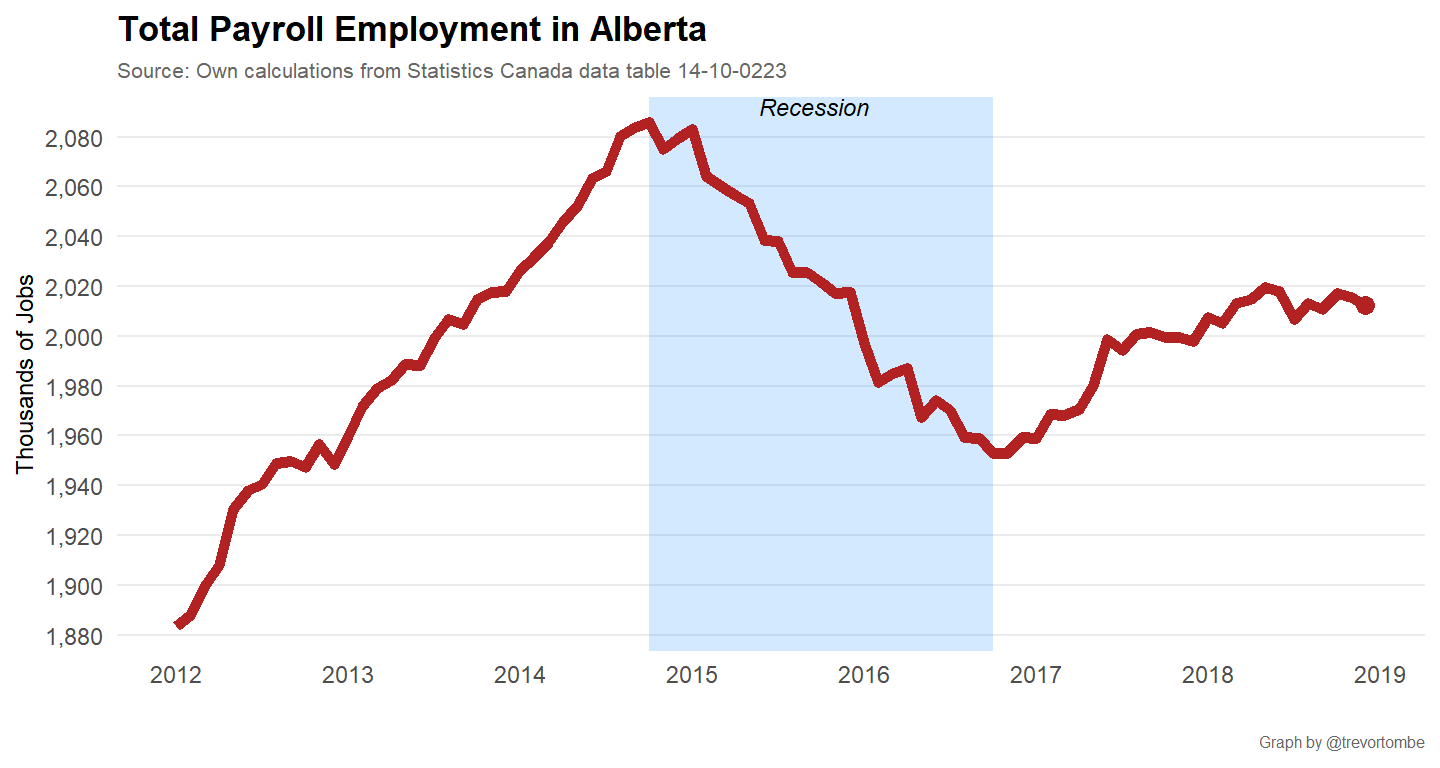 Total Payroll Employment in Alberta
Source: Own calculations from Statistics Canada data table 14-10-0223
Recession
Thousands of Jobs
2,080
2,060
2,040
2,020
2,000
1,980
1,960
1,940
1,920
1,900
1,880
2012 2013 2014 2015 2016 2017 2018 2019
Graph by @trevortombe